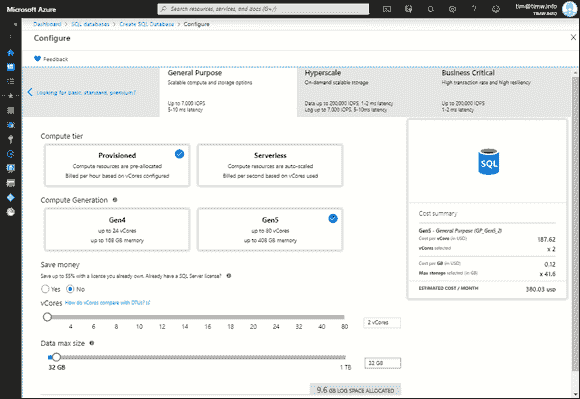 Microsoft Azure
Search resources, services, and docs (G+/)
tim@timw.info
TIMW.INFO
Dashboard > SQL databases > Create SQL Database > Configure
Configure
Feedback
Looking for basic, standard, premium?
General Purpose
Scalable compute and storage options
Up to 7,000 IOPS
5-10 ms latency
Hyperscale
On-demand scalable storage
Data up to 200,000 IOPS, 1-2 ms latency
Log up to 7,000 IOPS, 5-10ms latency
Business Critical
High transaction rate and high resiliency
Up to 200,000 IOPS
1-2 ms latency
Compute tier
Provisioned
Compute resources are pre-allocated
Billed per hour based on vCores configured
Serverless
Compute resources are auto-scaled
Billed per second based on vCores used
Compute Generation
Gen4
up to 24 vCores
up to 168 GB memory
Gen5
up to 80 vCores
up to 408 GB memory
Save money
Save up to 55% with a license you already own. Already have a SQL Server license?
Yes No
vCores How do vCores compare with DTUs?
4 6 8 10 12 14 16 18 20 24 32 40 80
2 vCores
Data max size
32 GB 1 TB
32 GB
9.6 GB LOG SPACE ALLOCATED
SQL
Cost summary
Gen5 - General Purpose (GP_Gen5_2)
Cost per vCore (in USD) 187.62
vCores selected x 2
Cost per GB (in USD) 0.12
Max storage selected (in GB) x 41.6
ESTIMATED COST / MONTH 380.03 USD